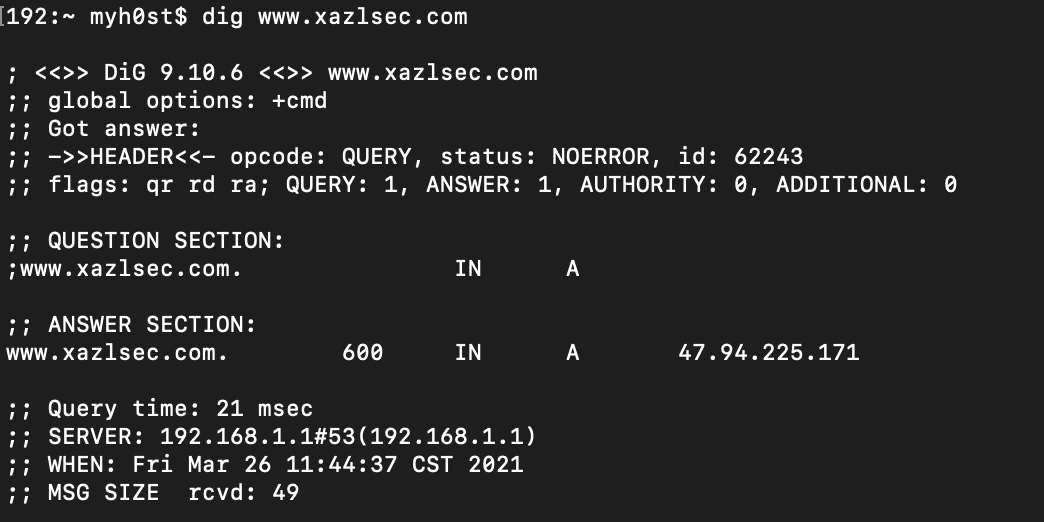 [192:~ myh0st$ dig www.xazlsec.com
; <<>> DiG 9.10.6 <<>> www.xazlsec.com
;; global options: +cmd
;; Got answer:
;; ->>HEADER<<- opcode: QUERY, status: NOERROR, id: 62243
;; flags: qr rd ra; QUERY: 1, ANSWER: 1, AUTHORITY: 0, ADDITIONAL: 0
;; QUESTION SECTION:
;www.xazlsec.com. IN A
;; ANSWER SECTION:
www.xazlsec.com. 600 IN A 47.94.225.171
;; Query time: 21 msec
;; SERVER: 192.168.1.1#53(192.168.1.1)
;; WHEN: Fri Mar 26 11:44:37 CST 2021
;; MSG SIZE rcvd: 49